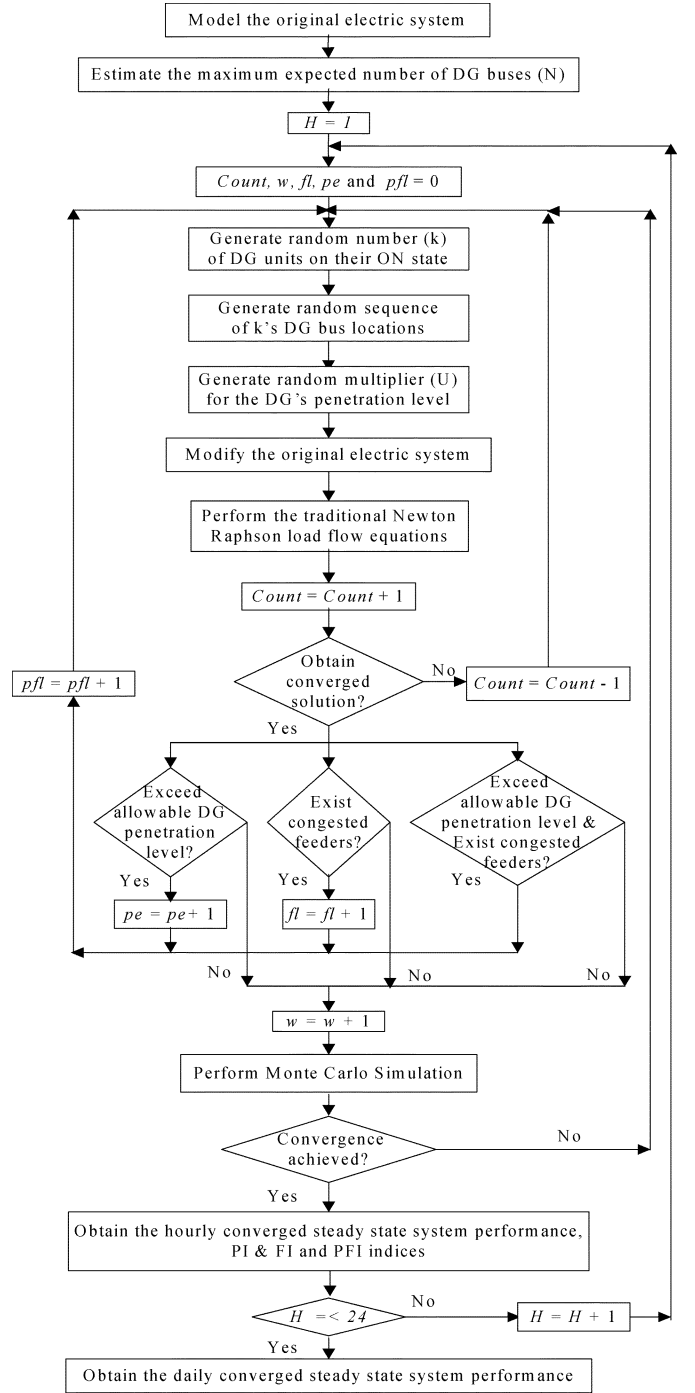 Model the original electric system
Estimate the maximum expected number of DG buses (N)
H = 1
Count, w, fl, pe and pfl = 0
Generate random number (k)
of DG units on their ON state
Generate random sequence
of k's DG bus locations
Generate random multiplier (U)
for the DG's penetration level
Modify the original electric system
Perform the traditional Newton
Raphson load flow equations
Count = Count + 1
Obtain
converged
solution?
No
Count = Count - 1
pfl = pfl + 1
Yes
Exceed
allowable DG
penetration
level?
Exist
congested
feeders?
Exceed
allowable DG
penetration level &
Exist congested
feeders?
Yes
Yes
Yes
pe = pe+ 1
fl = fl + 1
No
No
No
w = w + 1
Perform Monte Carlo Simulation
Convergence
achieved?
No
Yes
Obtain the hourly converged steady state system performance,
PI & FI and PFI indices
H =< 24
No
H = H + 1
Yes
Obtain the daily converged steady state system performance